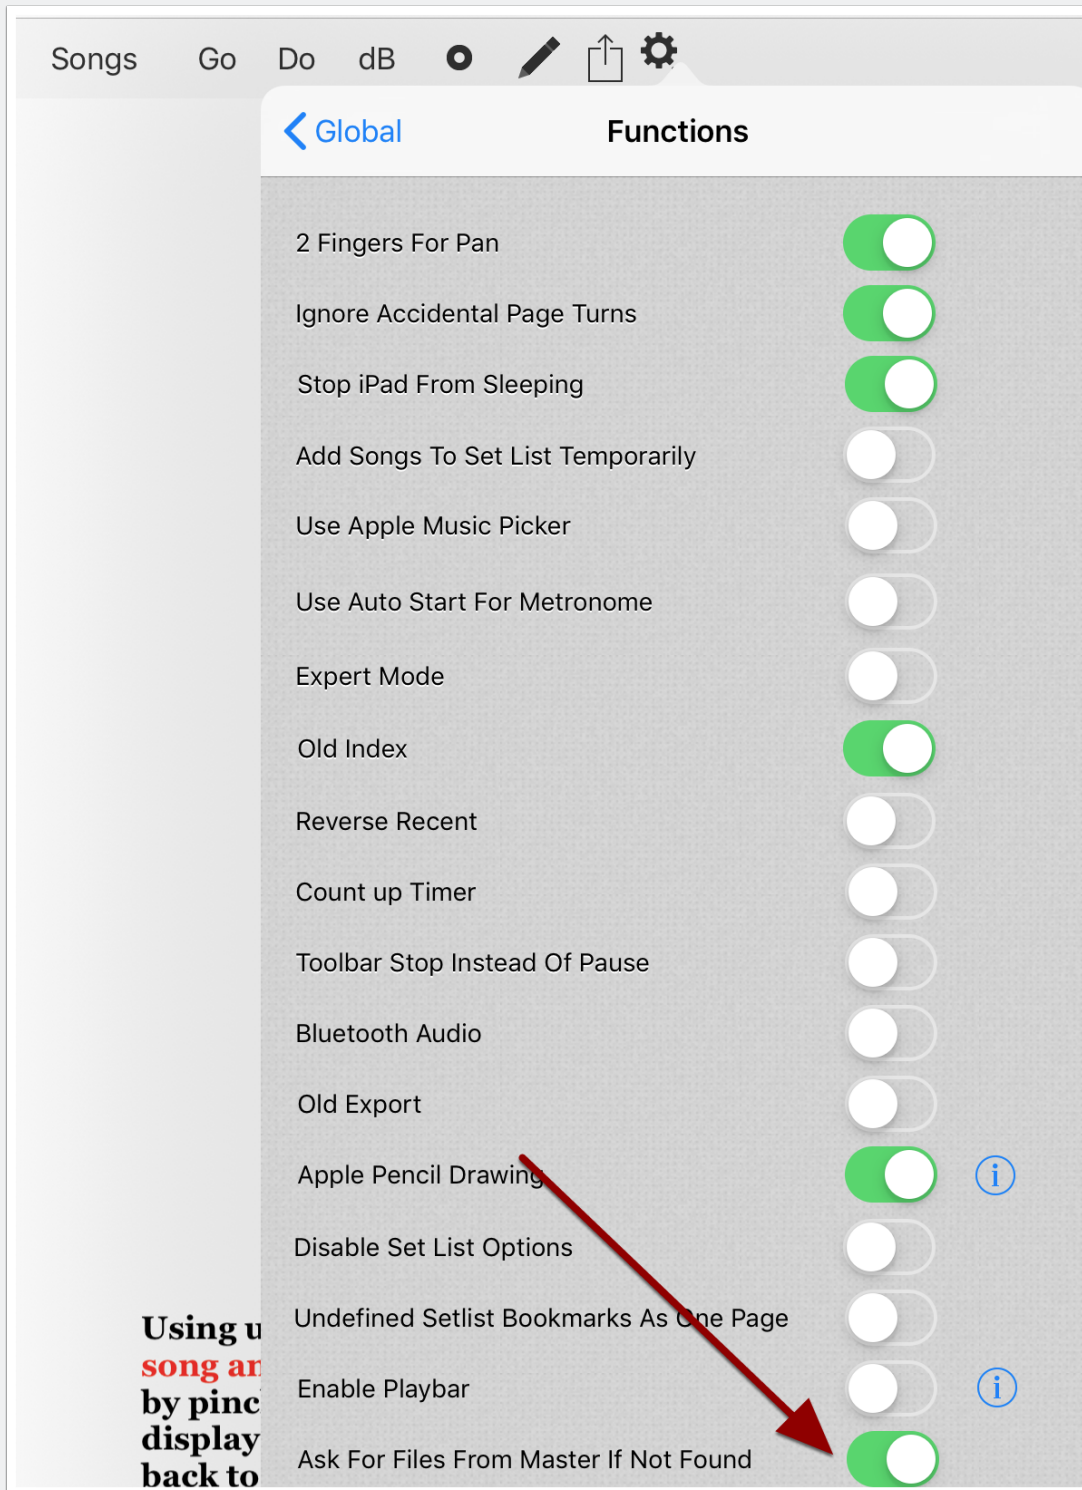 Songs Go Do dB
Global Functions
2 Fingers For Pan
Ignore Accidental Page Turns
Stop iPad From Sleeping
Add Songs To Set List Temporarily
Use Apple Music Picker
Use Auto Start For Metronome
Expert Mode
Old Index
Reverse Recent
Count up Timer
Toolbar Stop Instead Of Pause
Bluetooth Audio
Old Export
Apple Pencil Drawing i
Disable Set List Options
Undefined Setlist Bookmarks As One Page
Enable Playbar i
Ask For Files From Master If Not Found
Using
song
by
display
back to